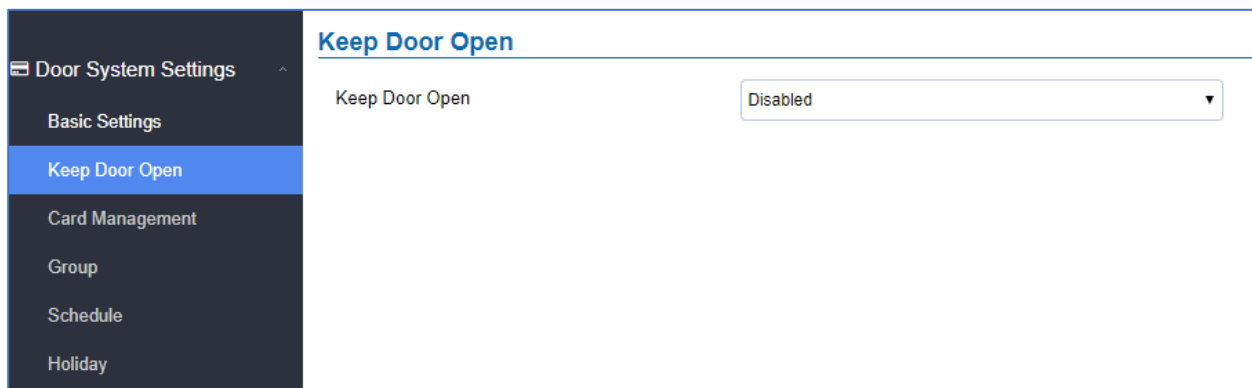 Door System Settings
Basic Settings
Keep Door Open
Card Management
Group
Schedule
Holiday
Keep Door Open
Keep Door Open Disabled